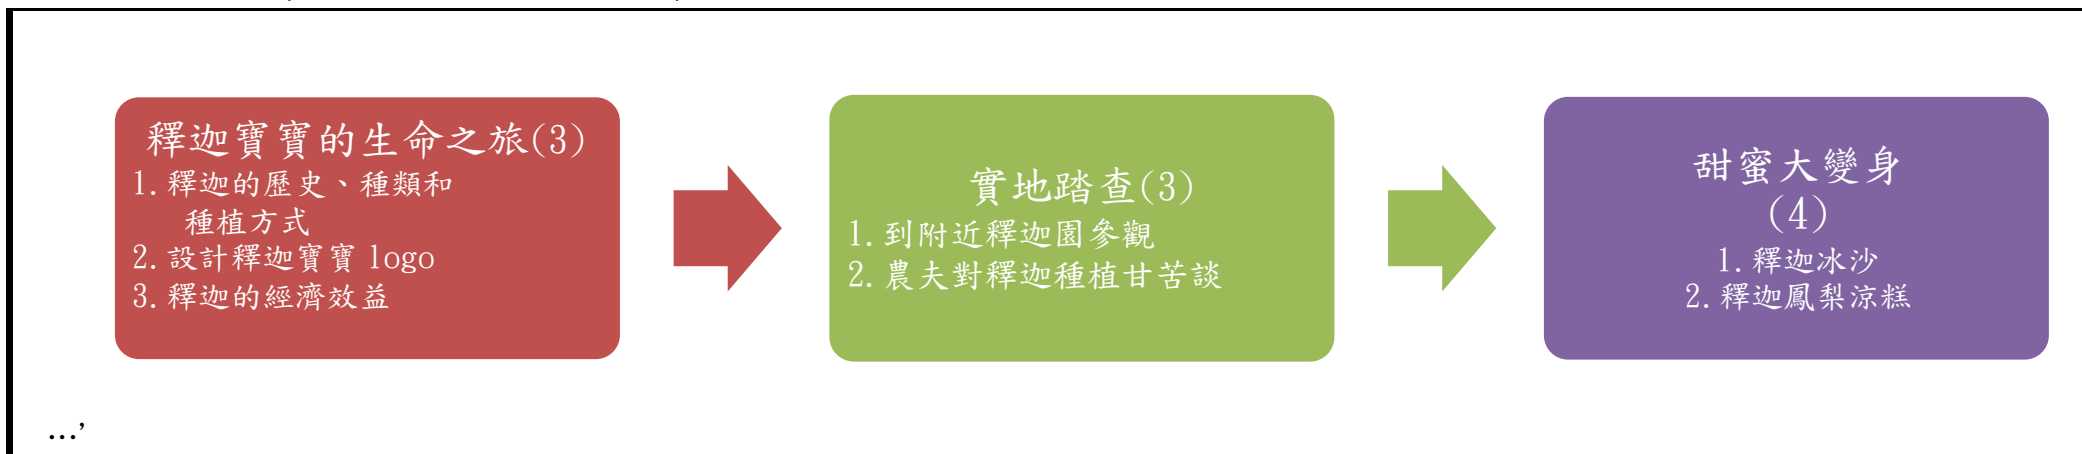 釋迦寶寶的生命之旅(3)
1.釋迦的歷史、種類和
種植方式
2.設計釋迦寶寶 logo
3.釋迦的經濟效益
實地踏查(3)
1.到附近釋迦園參觀
2.農夫對釋迦種植甘苦談
甜蜜大變身
(4)
1.釋迦冰沙
2.釋迦鳳梨涼糕
…’